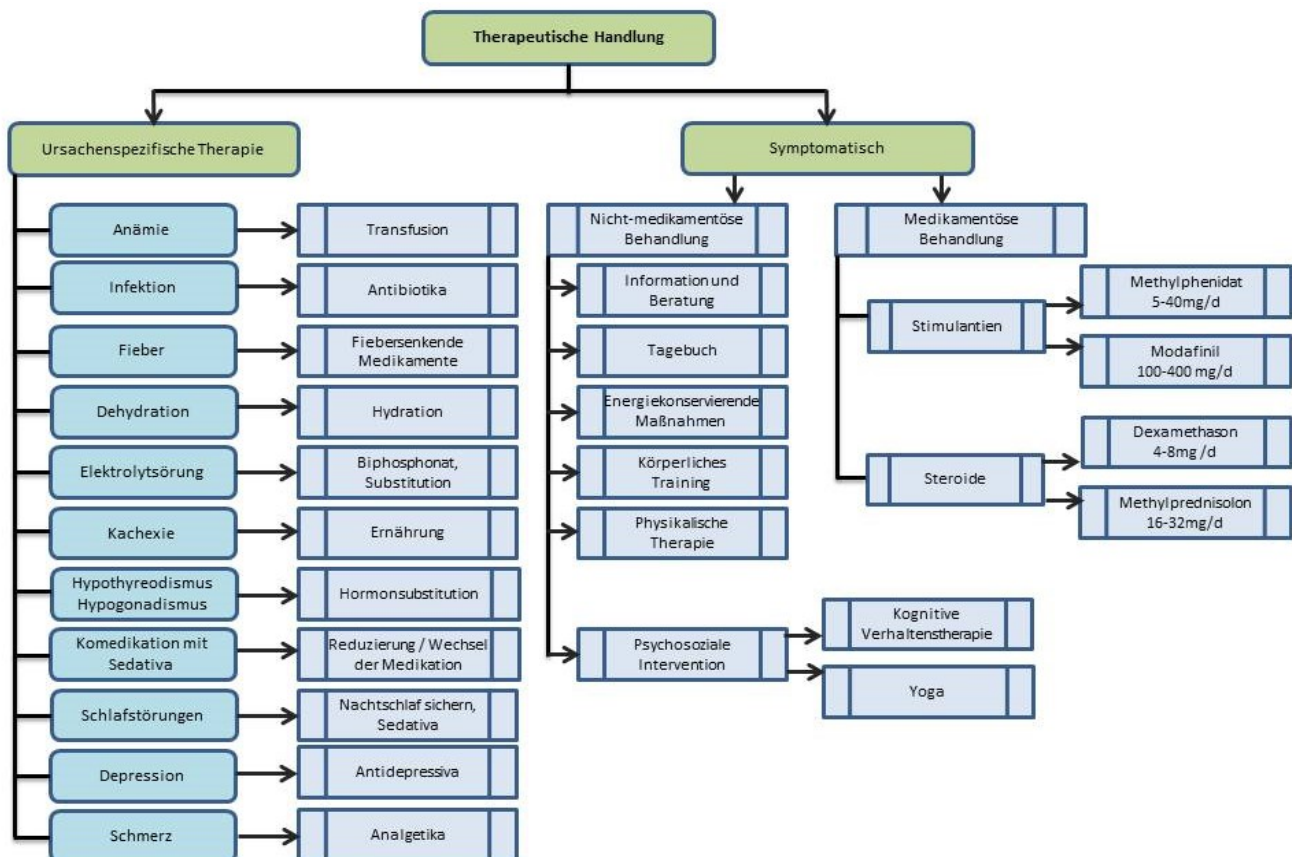 Therapeutische Handlung
Ursachenspezifische Therapie
Symptomatisch
Anämie
Transfusion
Infektion
Antibiotika
Fieber
Fiebersenkende
Medikamente
Dehydration
Hydration
Elektrolytsörung
Biphosphonat,
Substitution
Kachexie
Ernährung
Hypothyreodismus
Hypogonadismus
Hormonsubstitution
Komedikation mit
Sedativa
Reduzierung / Wechsel
der Medikation
Schlafstörungen
Nachtschlaf sichern,
Sedativa
Depression
Antidepressiva
Schmerz
Analgetika
Nicht-medikamentöse
Behandlung
Information und
Beratung
Tagebuch
Energiekonservierende
Maßnahmen
Körperliches
Training
Physikalische
Therapie
Psychosoziale
Intervention
Kognitive
Verhaltenstherapie
Yoga
Medikamentöse
Behandlung
Stimulantien
Methylphenidat
5-40mg/d
Modafinil
100-400 mg/d
Steroide
Dexamethason
4-8mg /d
Methylprednisolon
16-32mg/d